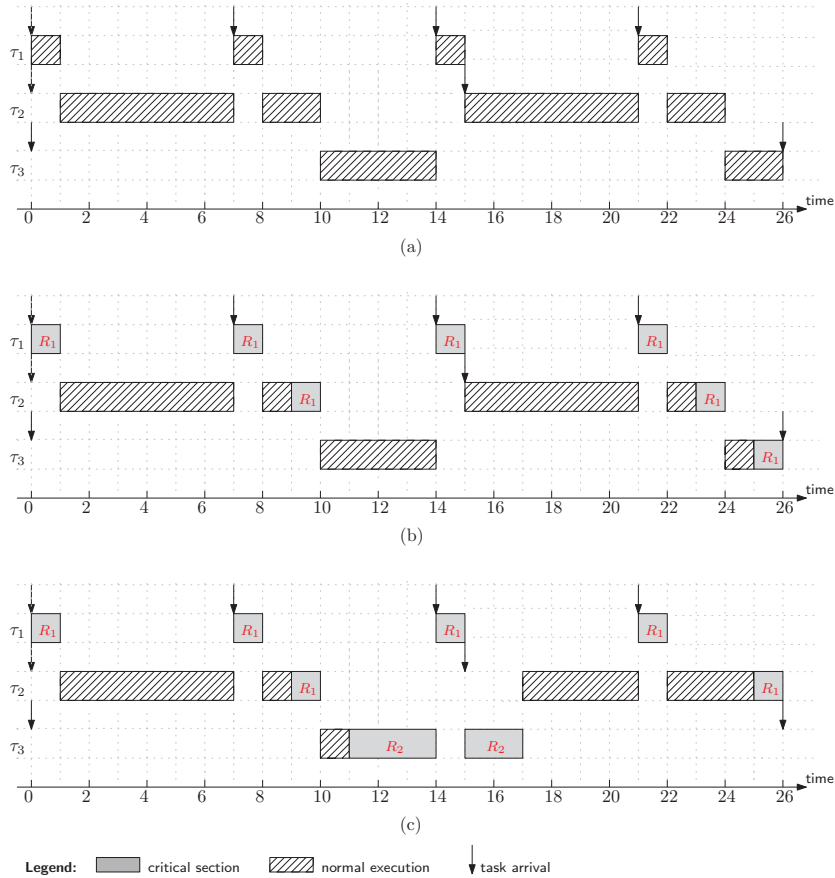 τ1
τ2
τ3
time
0 2 4 6 8 10 12 14 16 18 20 22 24 26
(a)
τ1 R1 R1 R1 R1
τ2 R1 R1
τ3 R1
time
0 2 4 6 8 10 12 14 16 18 20 22 24 26
(b)
τ1 R1 R1 R1 R1
τ2 R1 R1
τ3 R2 R2
time
0 2 4 6 8 10 12 14 16 18 20 22 24 26
(c)
Legend: critical section normal execution task arrival